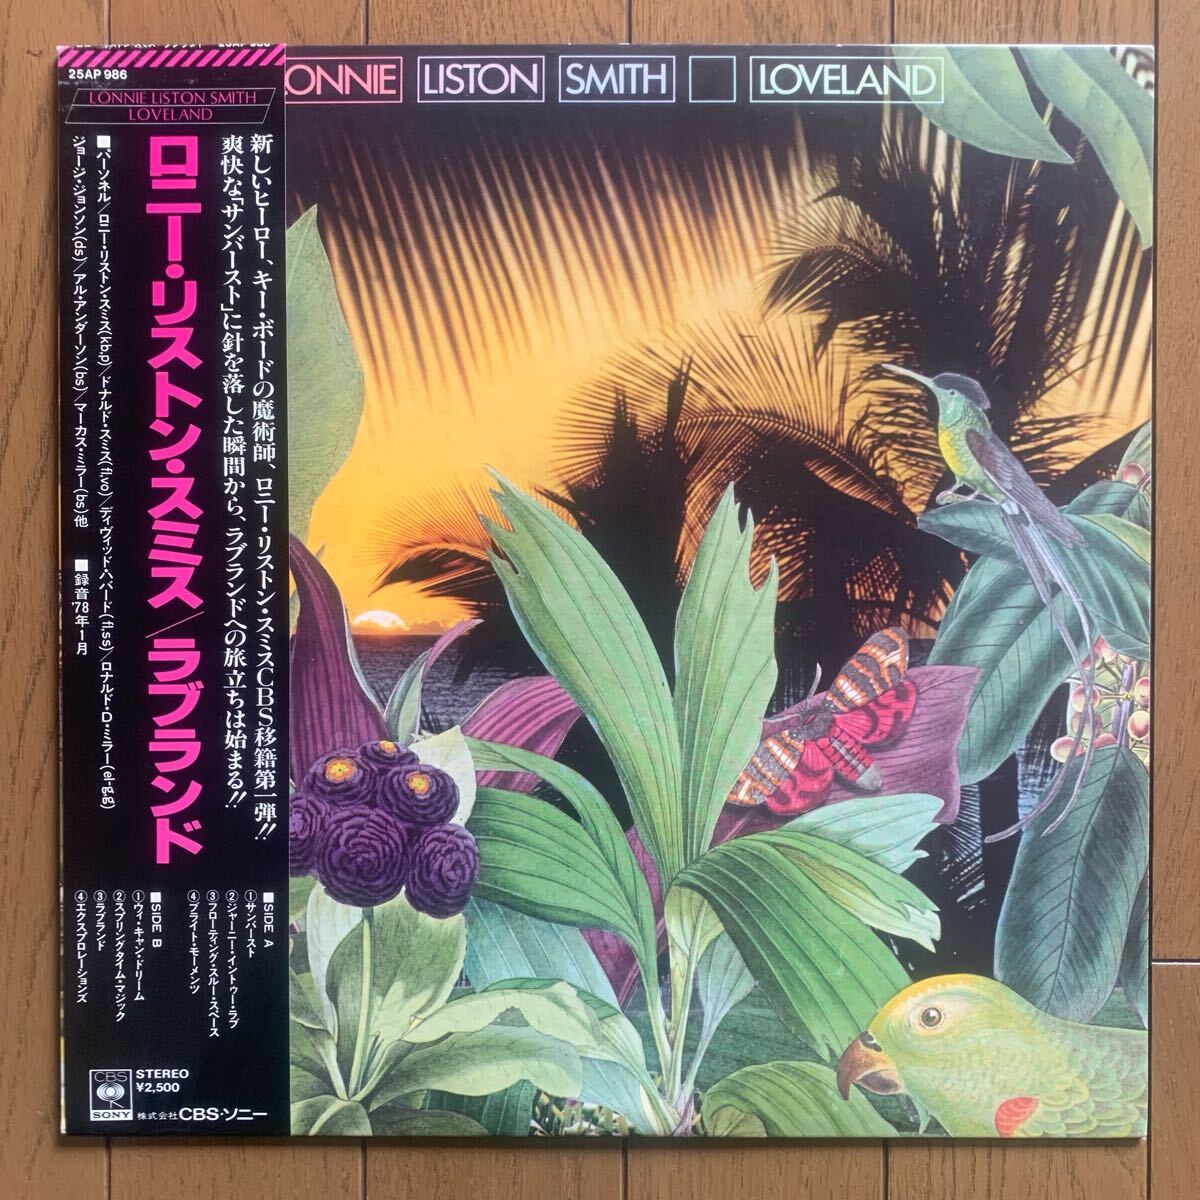 25AP 986
LONNIE LISTON SMITH
LOVELAND
ONNIE LISTON SMITH LOVELAND
新しいヒーロー、キー・ボードの魔術師、ロニー・リストン・スミスCBS移籍第一弾!!
爽快な「サンバースト」に針を落した瞬間から、ラブランドへの旅立ちは始まる!!
ロニー・リストン・スミス/ラブランド
■パーソネル/ロニー・リストン・スミス(kb,p)/ドナルド・スミス(fl,vo)/デイヴィッド・ハバード(fl,ss)/ロナルド・D・ミラー(el-g,g)
ジョージ・ジョンソン(ds)/アル・アンダーソン(bs)/マーカス・ミラー(bs)他 ■録音'78年1月
■SIDE A
①サンバースト
②ジャーニー・イントゥー・ラブ
③フローティング・スルー・スペース
④ブライト・モーメンツ
■SIDE B
①ウィ・キャン・ドリーム
②スプリングタイム・マジック
③ラブランド
④エクスプロレーションズ
CBS
SONY
STEREO
¥2,500
株式会社CBS・ソニー